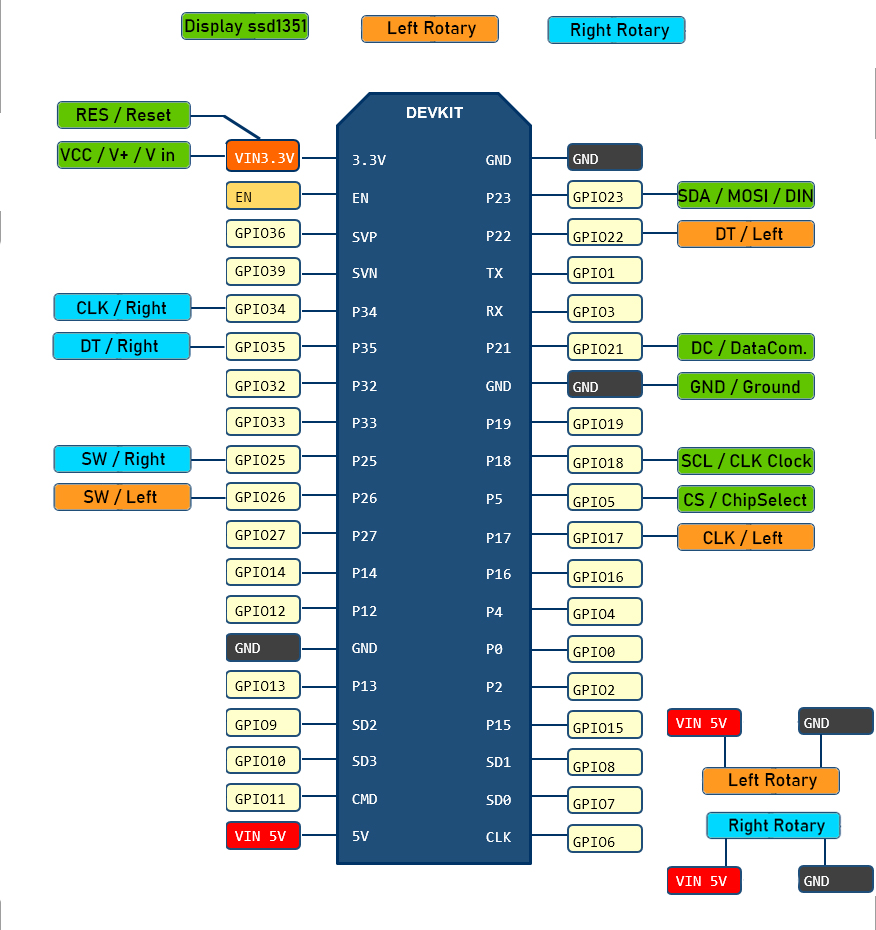 Display ssd1351
Left Rotary
Right Rotary
DEVKIT
RES / Reset
VCC / V+ / V in
VIN3.3V
3.3V
GND
GND
EN
EN
P23
GPIO23
SDA / MOSI / DIN
GPIO36
SVP
P22
GPIO22
DT / Left
GPIO39
SVN
TX
GPIO1
CLK / Right
GPIO34
P34
RX
GPIO3
DT / Right
GPIO35
P35
P21
GPIO21
DC / DataCom.
GPIO32
P32
GND
GND
GND / Ground
GPIO33
P33
P19
GPIO19
SW / Right
GPIO25
P25
P18
GPIO18
SCL / CLK Clock
SW / Left
GPIO26
P26
P5
GPIO5
CS / ChipSelect
GPIO27
P27
P17
GPIO17
CLK / Left
GPIO14
P14
P16
GPIO16
GPIO12
P12
P4
GPIO4
GND
GND
P0
GPIO0
GPIO13
P13
P2
GPIO2
GPIO9
SD2
P15
GPIO15
GPIO10
SD3
SD1
GPIO8
GPIO11
CMD
SD0
GPIO7
VIN 5V
5V
CLK
GPIO6
VIN 5V
GND
Left Rotary
Right Rotary
VIN 5V
GND